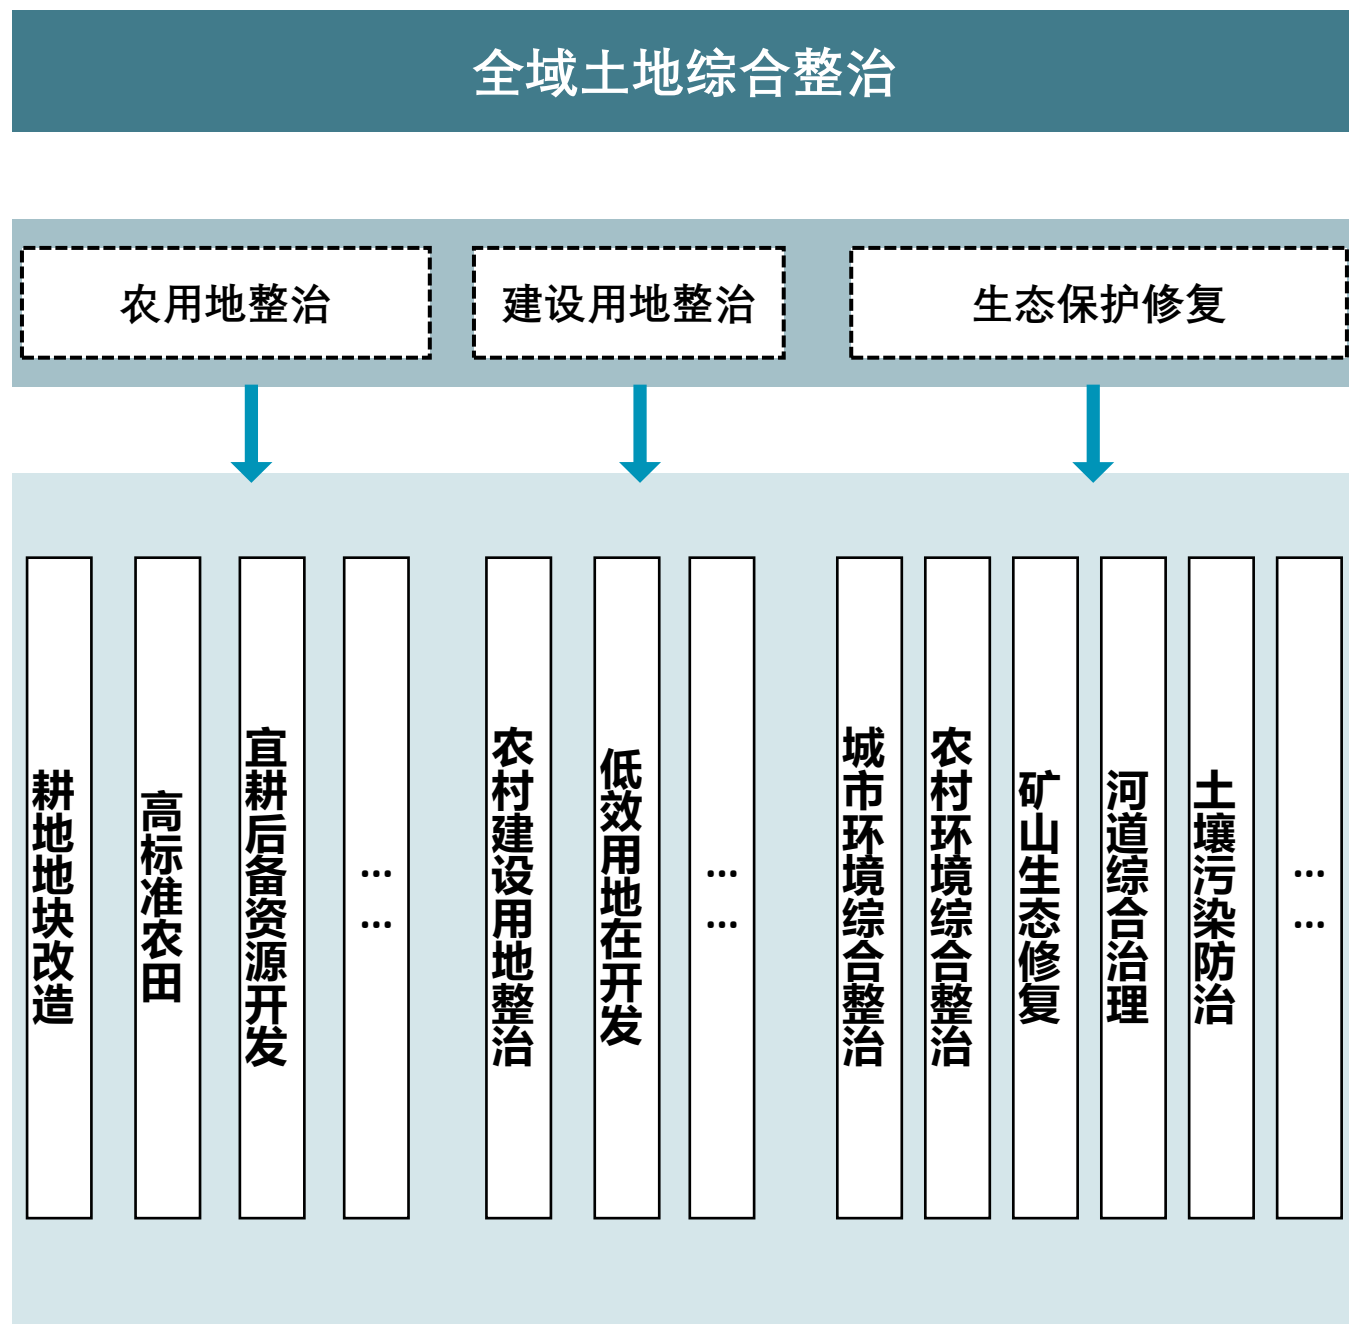 全域土地综合整治
农用地整治
建设用地整治
生态保护修复
耕地地块改造
高标准农田
宜耕后备资源开发
…
…
农村建设用地整治
低效用地在开发
…
…
城市环境综合整治
农村环境综合整治
矿山生态修复
河道综合治理
土壤污染防治
…
…